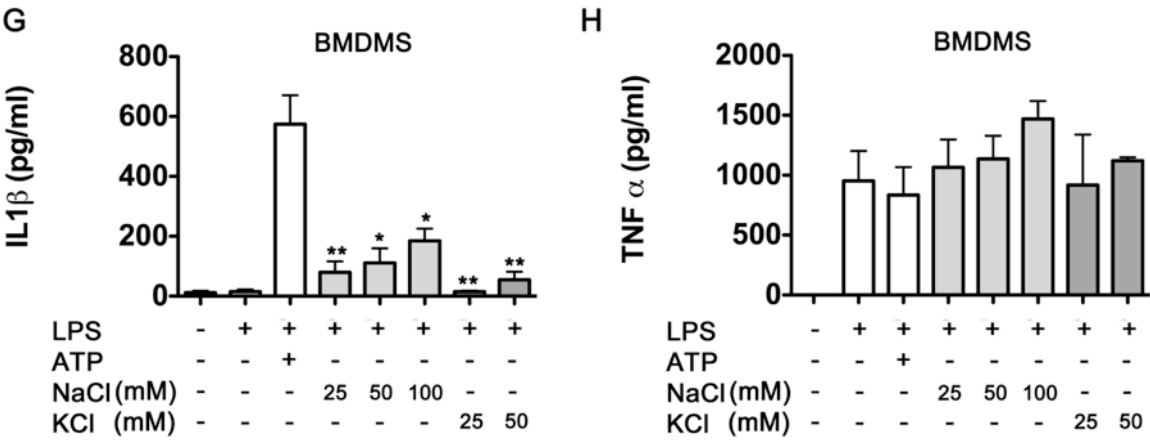 G
BMDMS
IL1β (pg/ml)
800
600
400
200
0
** * * ** **
LPS - + + + + + + +
ATP - - + - - - - -
NaCl (mM) - - - 25 50 100 - -
KCl (mM) - - - - - - 25 50
H
BMDMS
TNF α (pg/ml)
2000
1500
1000
500
0
LPS - + + + + + + +
ATP - - + - - - - -
NaCl (mM) - - - 25 50 100 - -
KCl (mM) - - - - - - 25 50